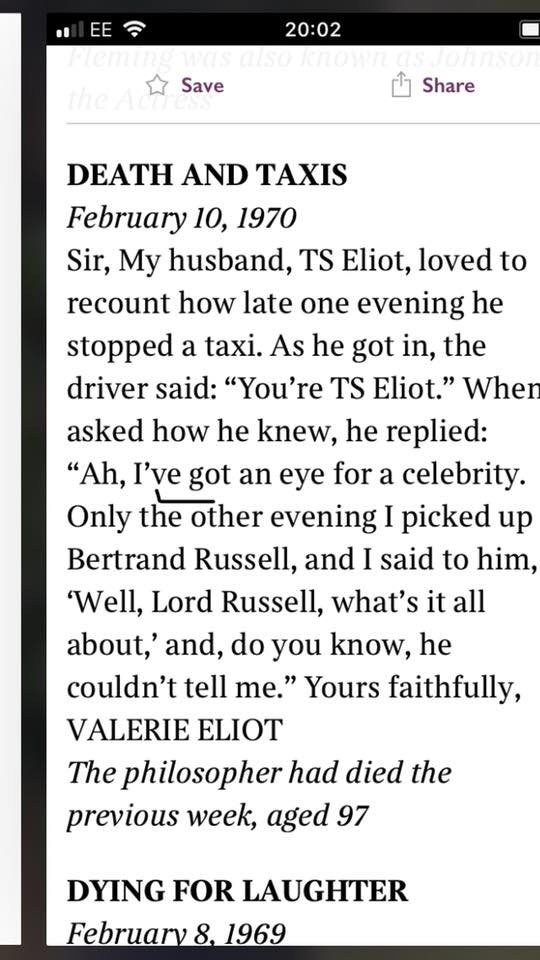 EE 20:02
Fleming was also known as Johnson
the Actress
Save Share
DEATH AND TAXIS
February 10, 1970
Sir, My husband, TS Eliot, loved to
recount how late one evening he
stopped a taxi. As he got in, the
driver said: “You’re TS Eliot.” When
asked how he knew, he replied:
“Ah, I’ve got an eye for a celebrity.
Only the other evening I picked up
Bertrand Russell, and I said to him,
‘Well, Lord Russell, what’s it all
about,’ and, do you know, he
couldn’t tell me.” Yours faithfully,
VALERIE ELIOT
The philosopher had died the
previous week, aged 97
DYING FOR LAUGHTER
February 8, 1969